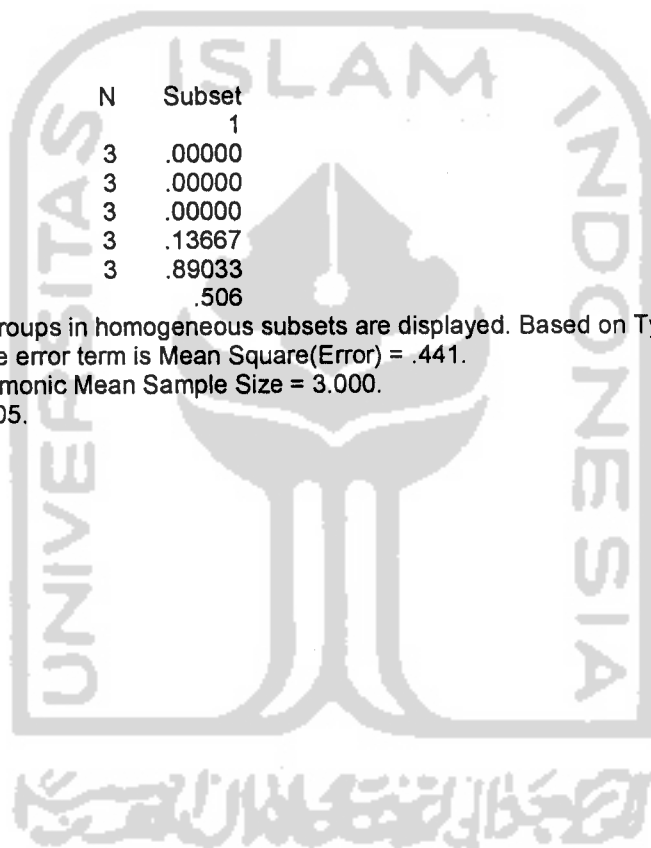 ISLAM
UNIVERSITAS
INDONESIA
N Subset
1
3 .00000
3 .00000
3 .00000
3 .13667
3 .89033
.506
roups in homogeneous subsets are displayed. Based on Ty
e error term is Mean Square(Error) = .441.
monic Mean Sample Size = 3.000.
05.